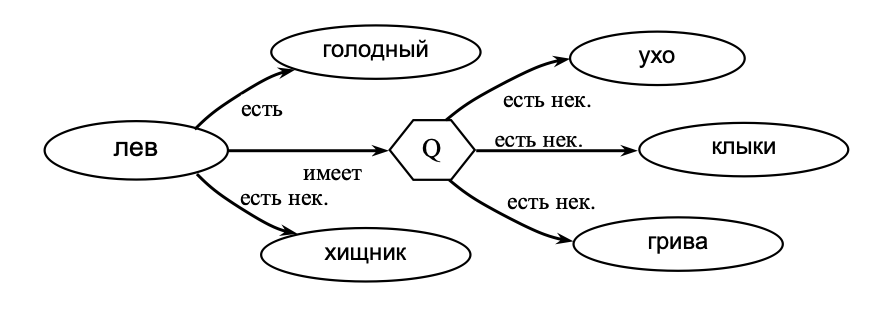 голодный
ухо
есть
есть нек.
лев
Q
есть нек.
клыки
имеет
есть нек.
есть нек.
хищник
грива